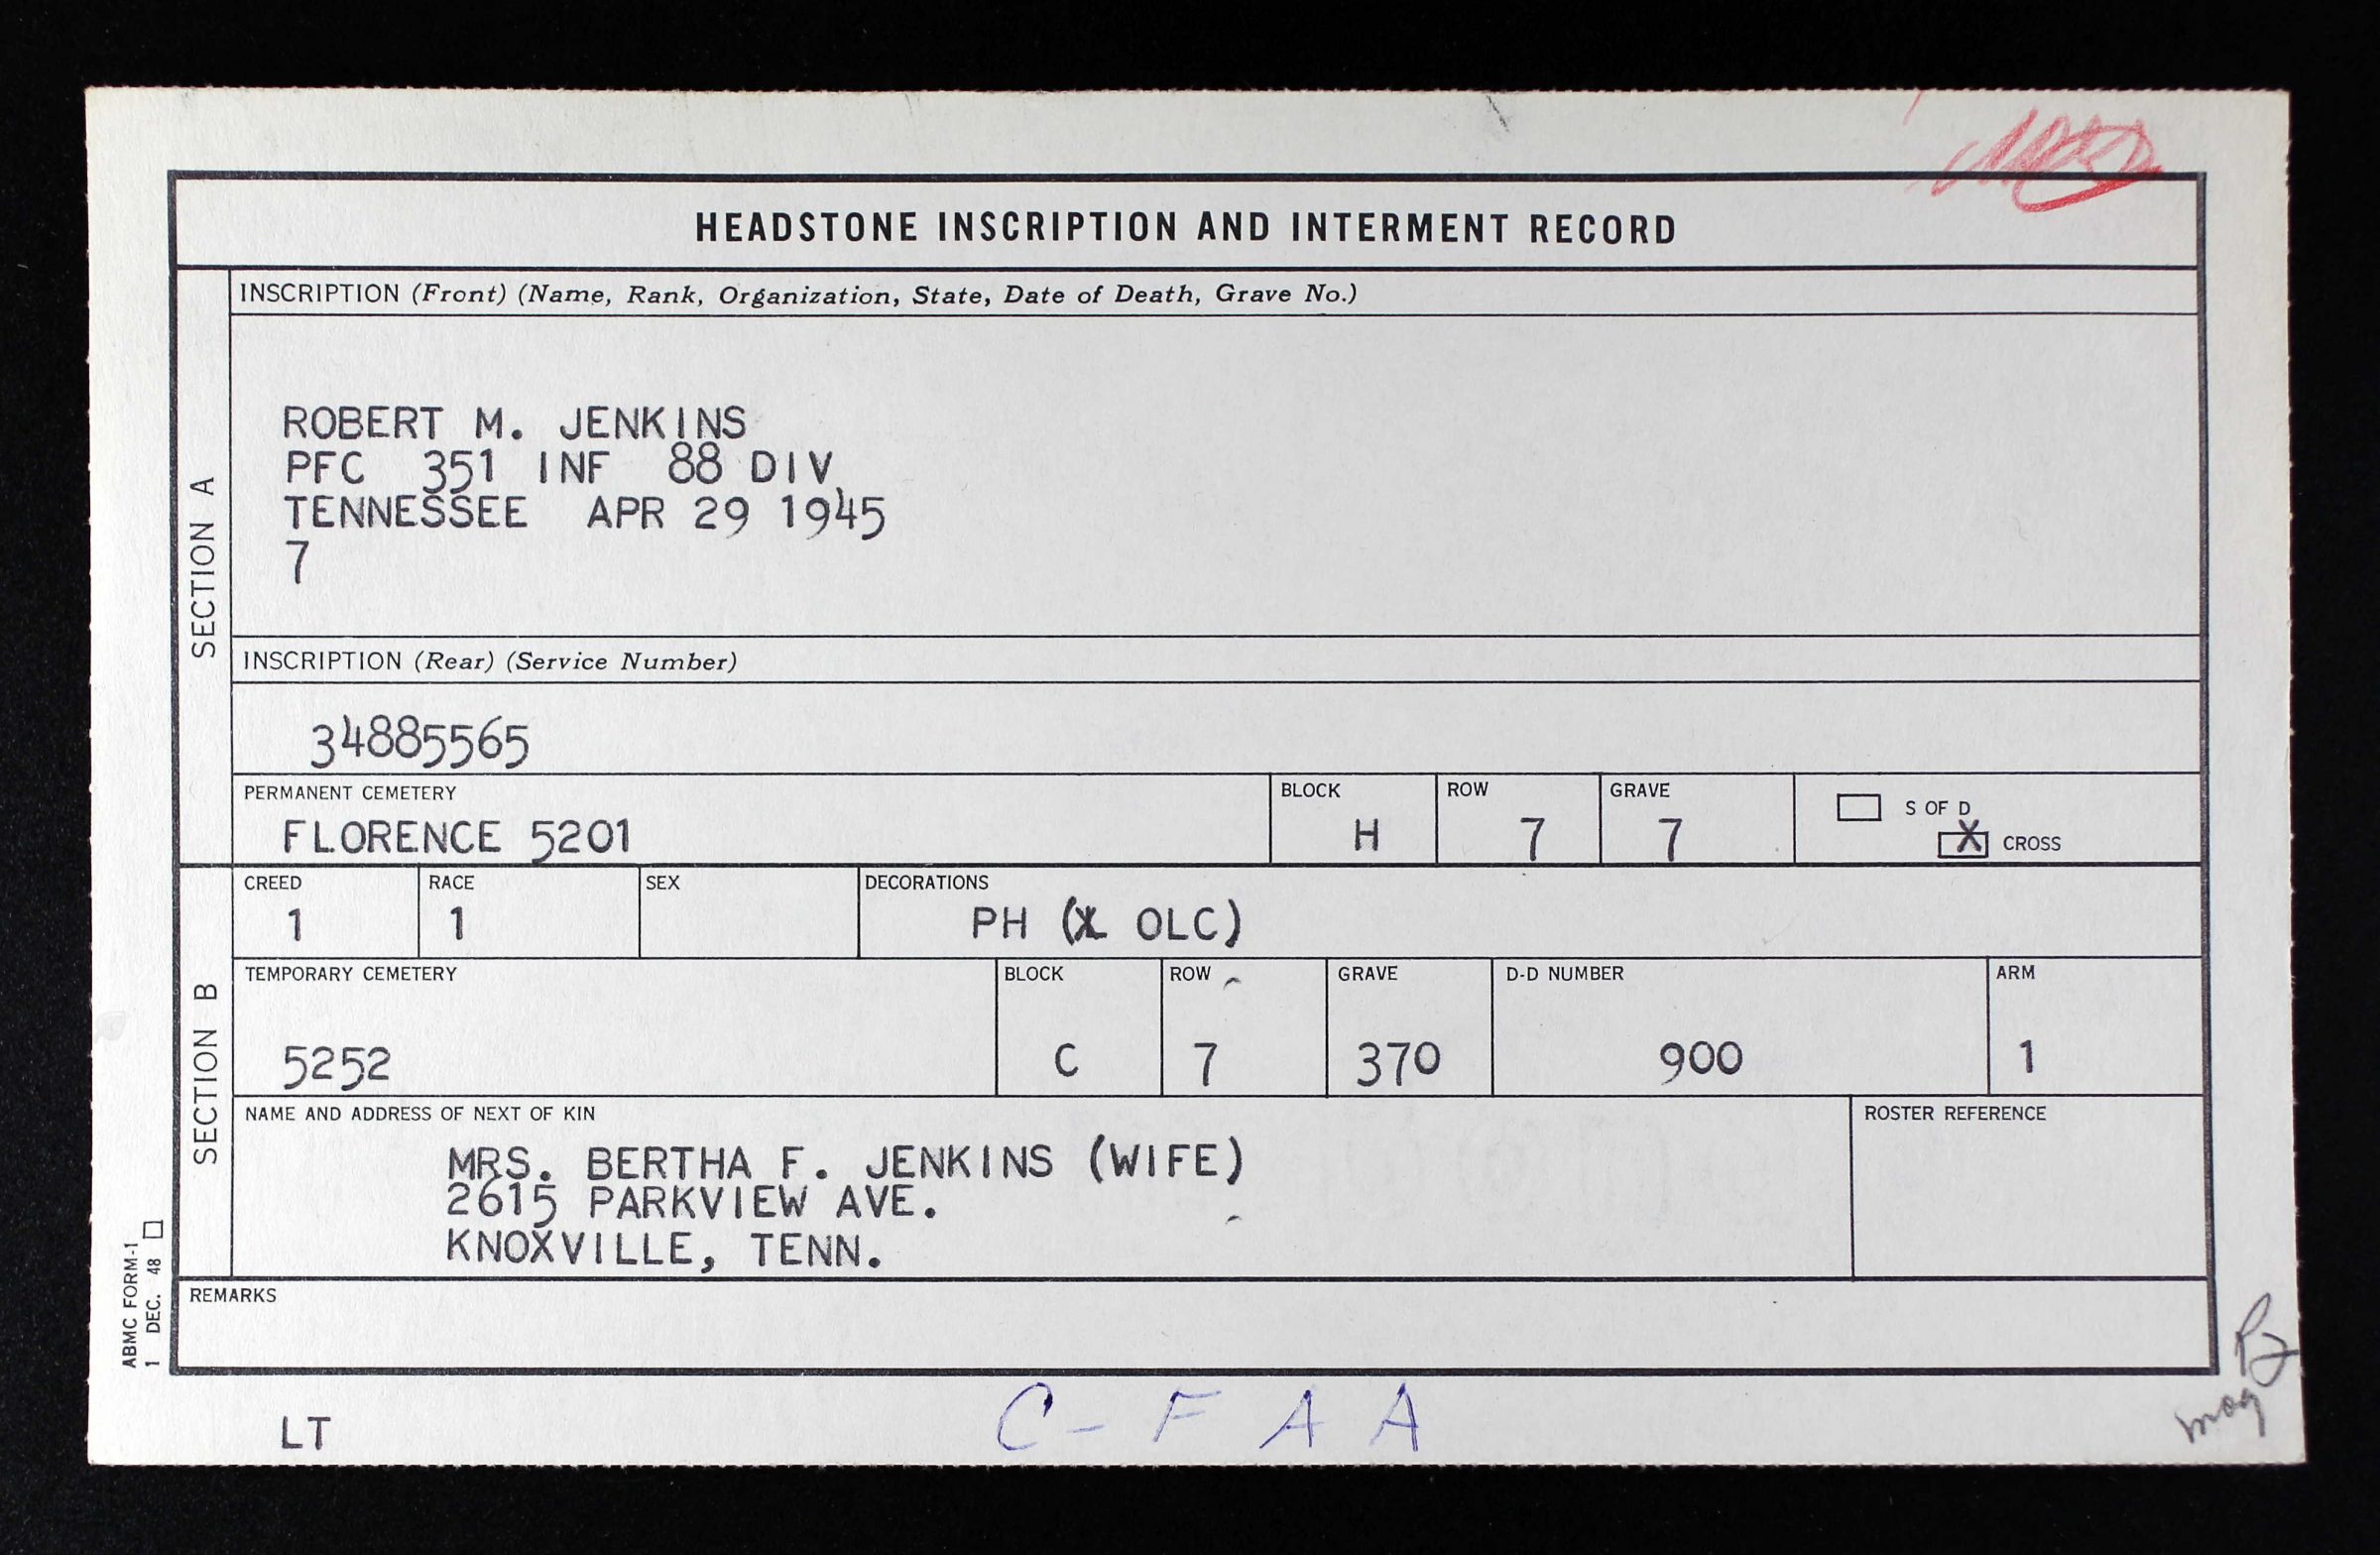 HEADSTONE INSCRIPTION AND INTERMENT RECORD
SECTION A
INSCRIPTION (Front) (Name, Rank, Organization, State, Date of Death, Grave No.)
ROBERT M. JENKINS
PFC 351 INF 88 DIV
TENNESSEE APR 29 1945
7
INSCRIPTION (Rear) (Service Number)
34885565
PERMANENT CEMETERY
FLORENCE 5201
BLOCK
H
ROW
7
GRAVE
7
S OF D
X CROSS
SECTION B
CREED
1
RACE
1
SEX
DECORATIONS
PH ( OLC)
TEMPORARY CEMETERY
5252
BLOCK
C
ROW
7
GRAVE
370
D-D NUMBER
900
ARM
1
NAME AND ADDRESS OF NEXT OF KIN
MRS. BERTHA F. JENKINS (WIFE)
2615 PARKVIEW AVE.
KNOXVILLE, TENN.
ROSTER REFERENCE
REMARKS
ABMC FORM-1
1 DEC. 48
LT
C - F A A